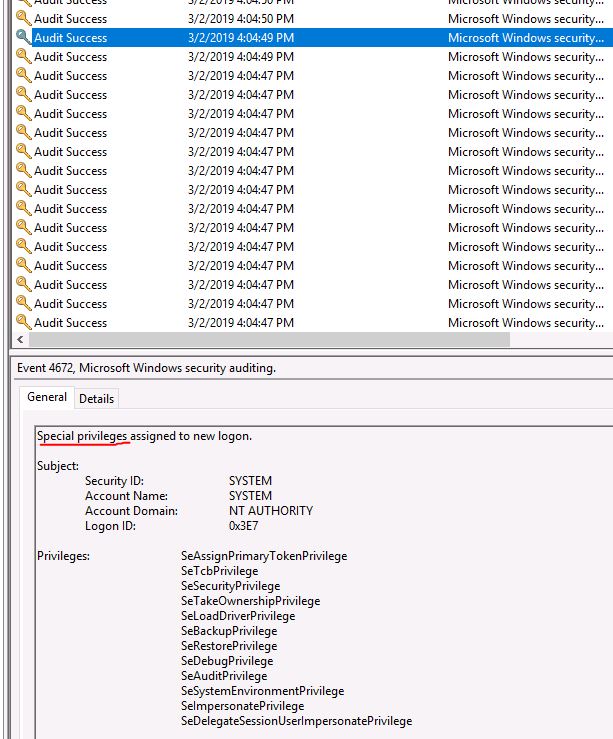 Audit Success 3/2/2019 4:04:50 PM Microsoft Windows security...
Audit Success 3/2/2019 4:04:50 PM Microsoft Windows security...
Audit Success 3/2/2019 4:04:49 PM Microsoft Windows security...
Audit Success 3/2/2019 4:04:49 PM Microsoft Windows security...
Audit Success 3/2/2019 4:04:47 PM Microsoft Windows security...
Audit Success 3/2/2019 4:04:47 PM Microsoft Windows security...
Audit Success 3/2/2019 4:04:47 PM Microsoft Windows security...
Audit Success 3/2/2019 4:04:47 PM Microsoft Windows security...
Audit Success 3/2/2019 4:04:47 PM Microsoft Windows security...
Audit Success 3/2/2019 4:04:47 PM Microsoft Windows security...
Audit Success 3/2/2019 4:04:47 PM Microsoft Windows security...
Audit Success 3/2/2019 4:04:47 PM Microsoft Windows security...
Audit Success 3/2/2019 4:04:47 PM Microsoft Windows security...
Audit Success 3/2/2019 4:04:47 PM Microsoft Windows security...
Audit Success 3/2/2019 4:04:47 PM Microsoft Windows security...
Audit Success 3/2/2019 4:04:47 PM Microsoft Windows security...
Audit Success 3/2/2019 4:04:47 PM Microsoft Windows security...
Audit Success 3/2/2019 4:04:47 PM Microsoft Windows security...
Event 4672, Microsoft Windows security auditing.
General Details
Special privileges assigned to new logon.
Subject:
Security ID: SYSTEM
Account Name: SYSTEM
Account Domain: NT AUTHORITY
Logon ID: 0x3E7
Privileges: SeAssignPrimaryTokenPrivilege
SeTcbPrivilege
SeSecurityPrivilege
SeTakeOwnershipPrivilege
SeLoadDriverPrivilege
SeBackupPrivilege
SeRestorePrivilege
SeDebugPrivilege
SeAuditPrivilege
SeSystemEnvironmentPrivilege
SeImpersonatePrivilege
SeDelegateSessionUserImpersonatePrivilege